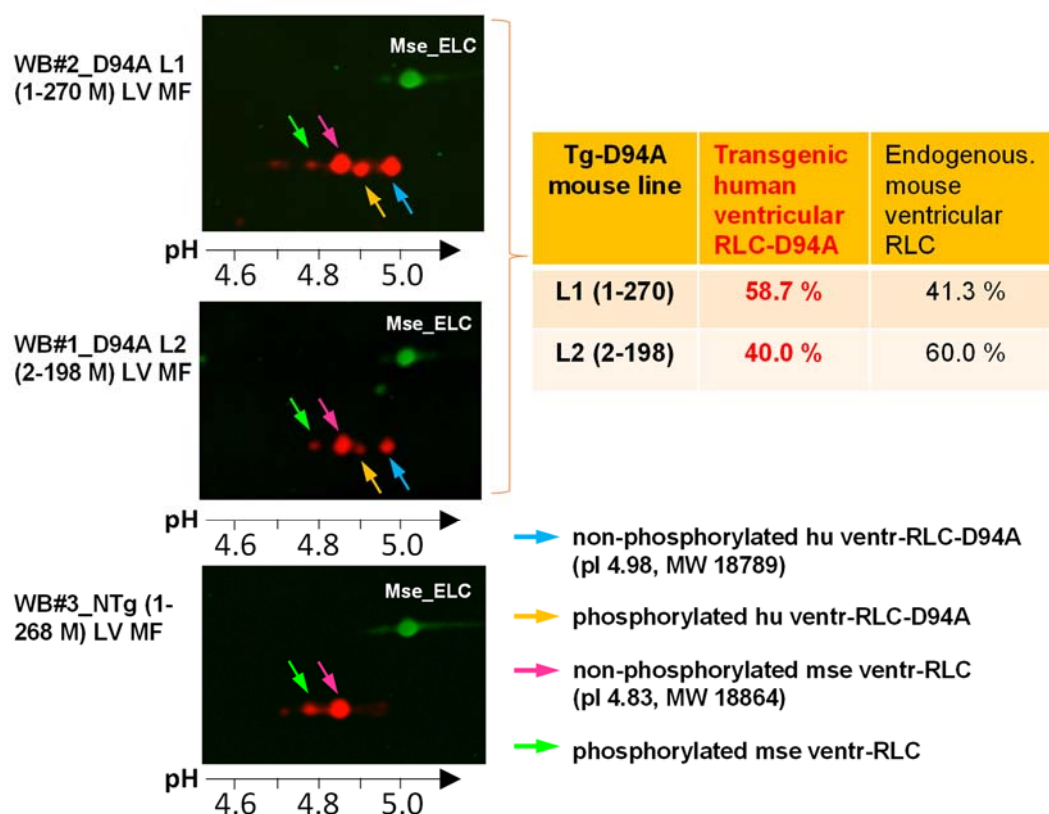 WB#2_D94A L1
(1-270 M) LV MF
Mse_ELC
pH
4.6 4.8 5.0
WB#1_D94A L2
(2-198 M) LV MF
Mse_ELC
pH
4.6 4.8 5.0
WB#3_NTg (1-
268 M) LV MF
Mse_ELC
pH
4.6 4.8 5.0
Tg-D94A
mouse line
Transgenic
human
ventricular
RLC-D94A
Endogenous.
mouse
ventricular
RLC
L1 (1-270) 58.7 % 41.3 %
L2 (2-198) 40.0 % 60.0 %
non-phosphorylated hu ventr-RLC-D94A
(pI 4.98, MW 18789)
phosphorylated hu ventr-RLC-D94A
non-phosphorylated mse ventr-RLC
(pI 4.83, MW 18864)
phosphorylated mse ventr-RLC